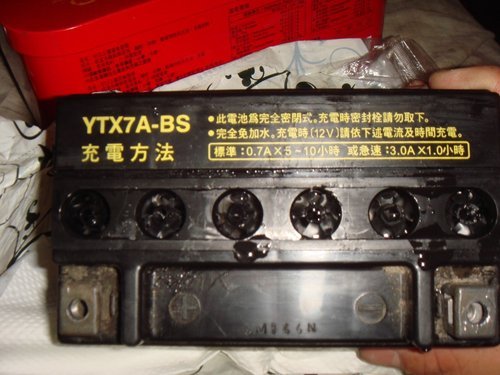 YTX7A-BS
充電方法
•此電池為完全密閉式。充電時密封栓請勿取下。
•完全免加水。充電時(12V)請依下述電流及時間充電。
標準:0.7A×5~10小時 或急速:3.0A×1.0小時